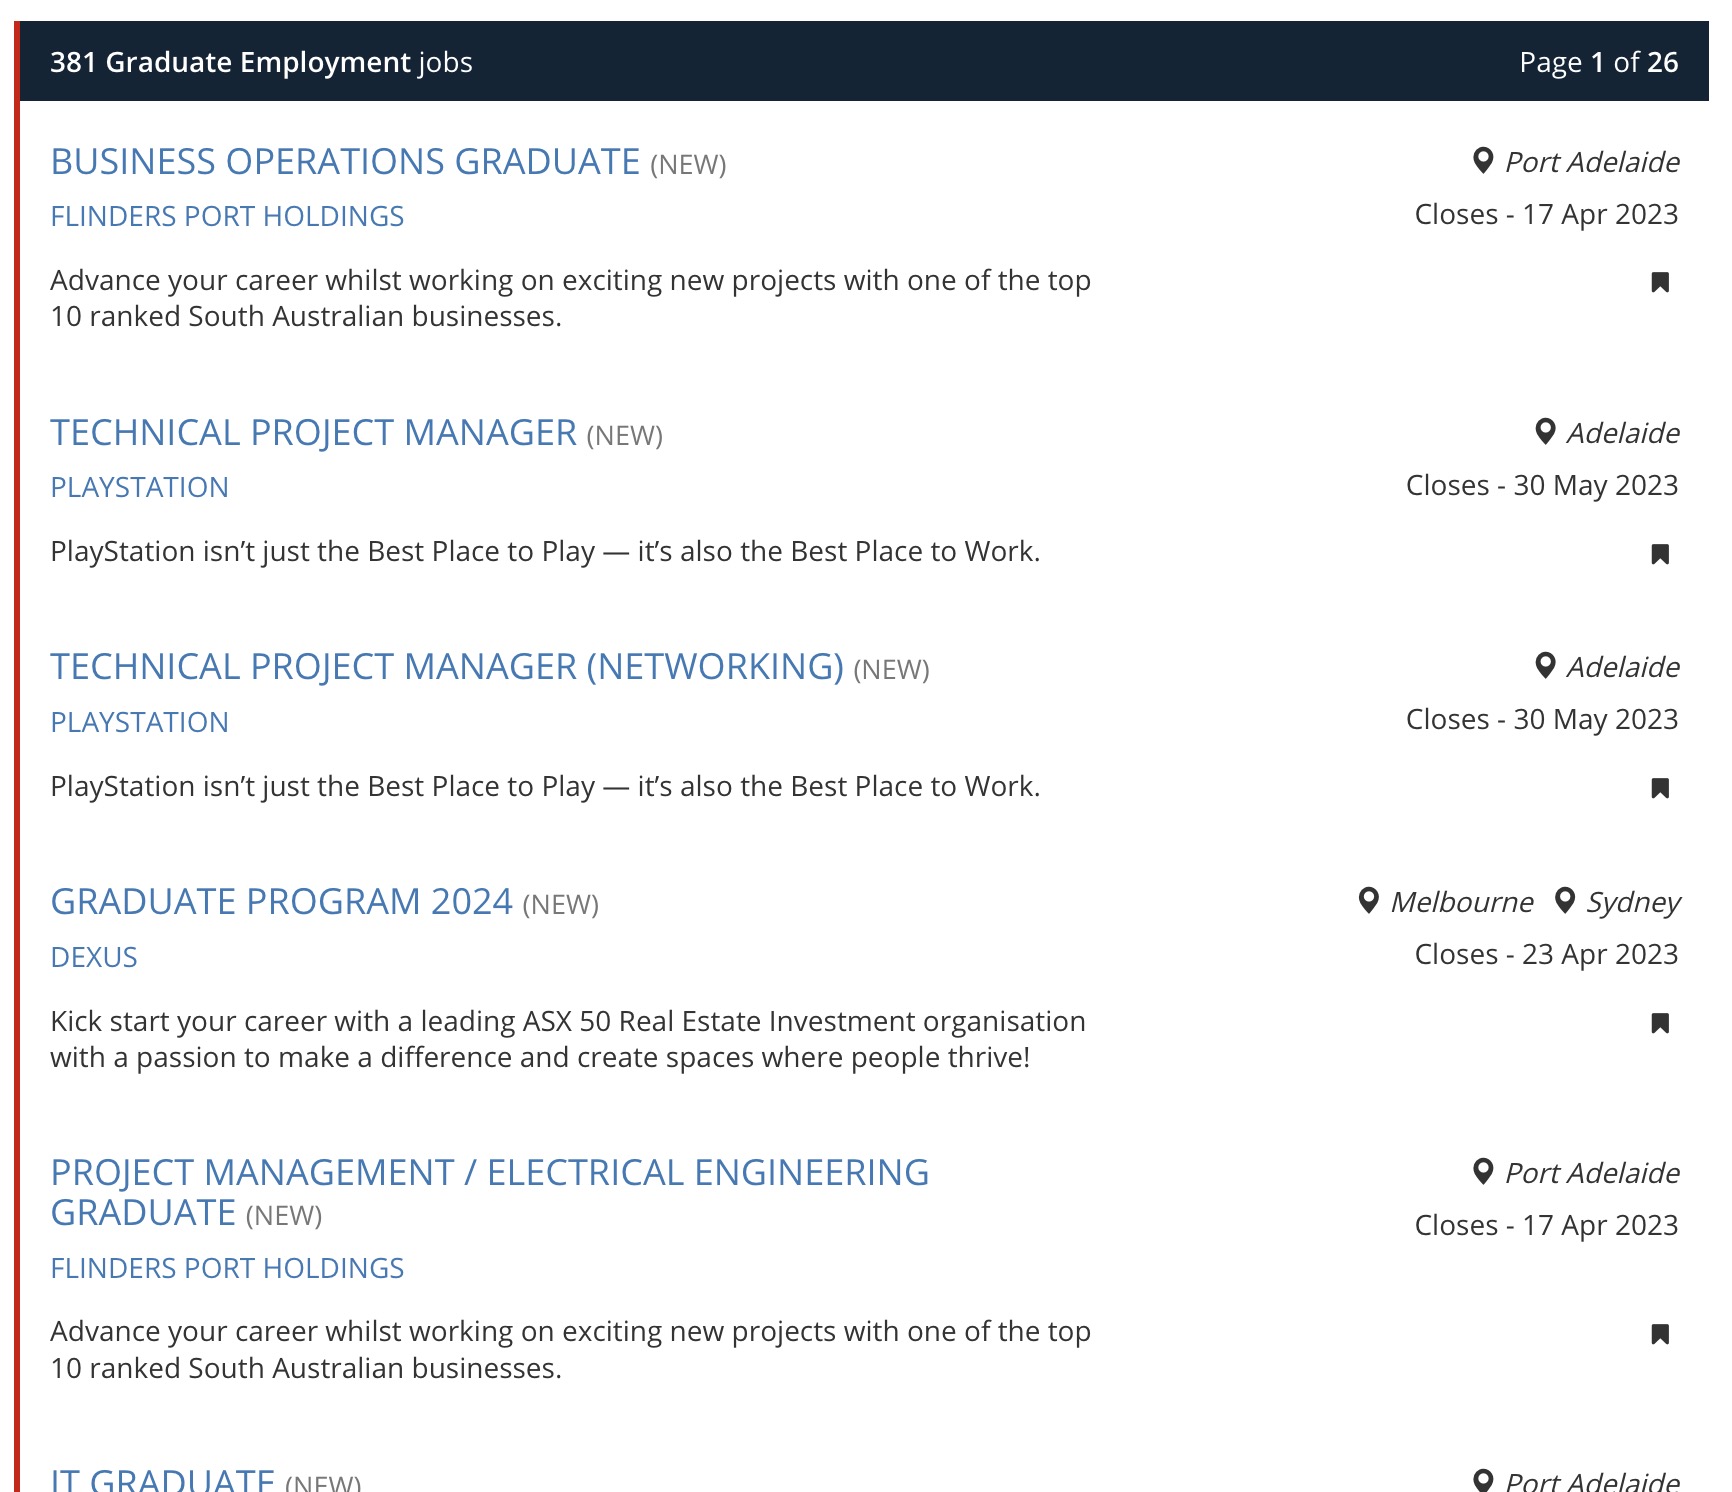 381 Graduate Employment jobs
Page 1 of 26
BUSINESS OPERATIONS GRADUATE (NEW)
Port Adelaide
FLINDERS PORT HOLDINGS
Closes - 17 Apr 2023
Advance your career whilst working on exciting new projects with one of the top
10 ranked South Australian businesses.
TECHNICAL PROJECT MANAGER (NEW)
Adelaide
PLAYSTATION
Closes - 30 May 2023
PlayStation isn’t just the Best Place to Play — it’s also the Best Place to Work.
TECHNICAL PROJECT MANAGER (NETWORKING) (NEW)
Adelaide
PLAYSTATION
Closes - 30 May 2023
PlayStation isn’t just the Best Place to Play — it’s also the Best Place to Work.
GRADUATE PROGRAM 2024 (NEW)
Melbourne Sydney
DEXUS
Closes - 23 Apr 2023
Kick start your career with a leading ASX 50 Real Estate Investment organisation
with a passion to make a difference and create spaces where people thrive!
PROJECT MANAGEMENT / ELECTRICAL ENGINEERING
GRADUATE (NEW)
Port Adelaide
Closes - 17 Apr 2023
FLINDERS PORT HOLDINGS
Advance your career whilst working on exciting new projects with one of the top
10 ranked South Australian businesses.
IT GRADUATE (NEW)
Port Adelaide